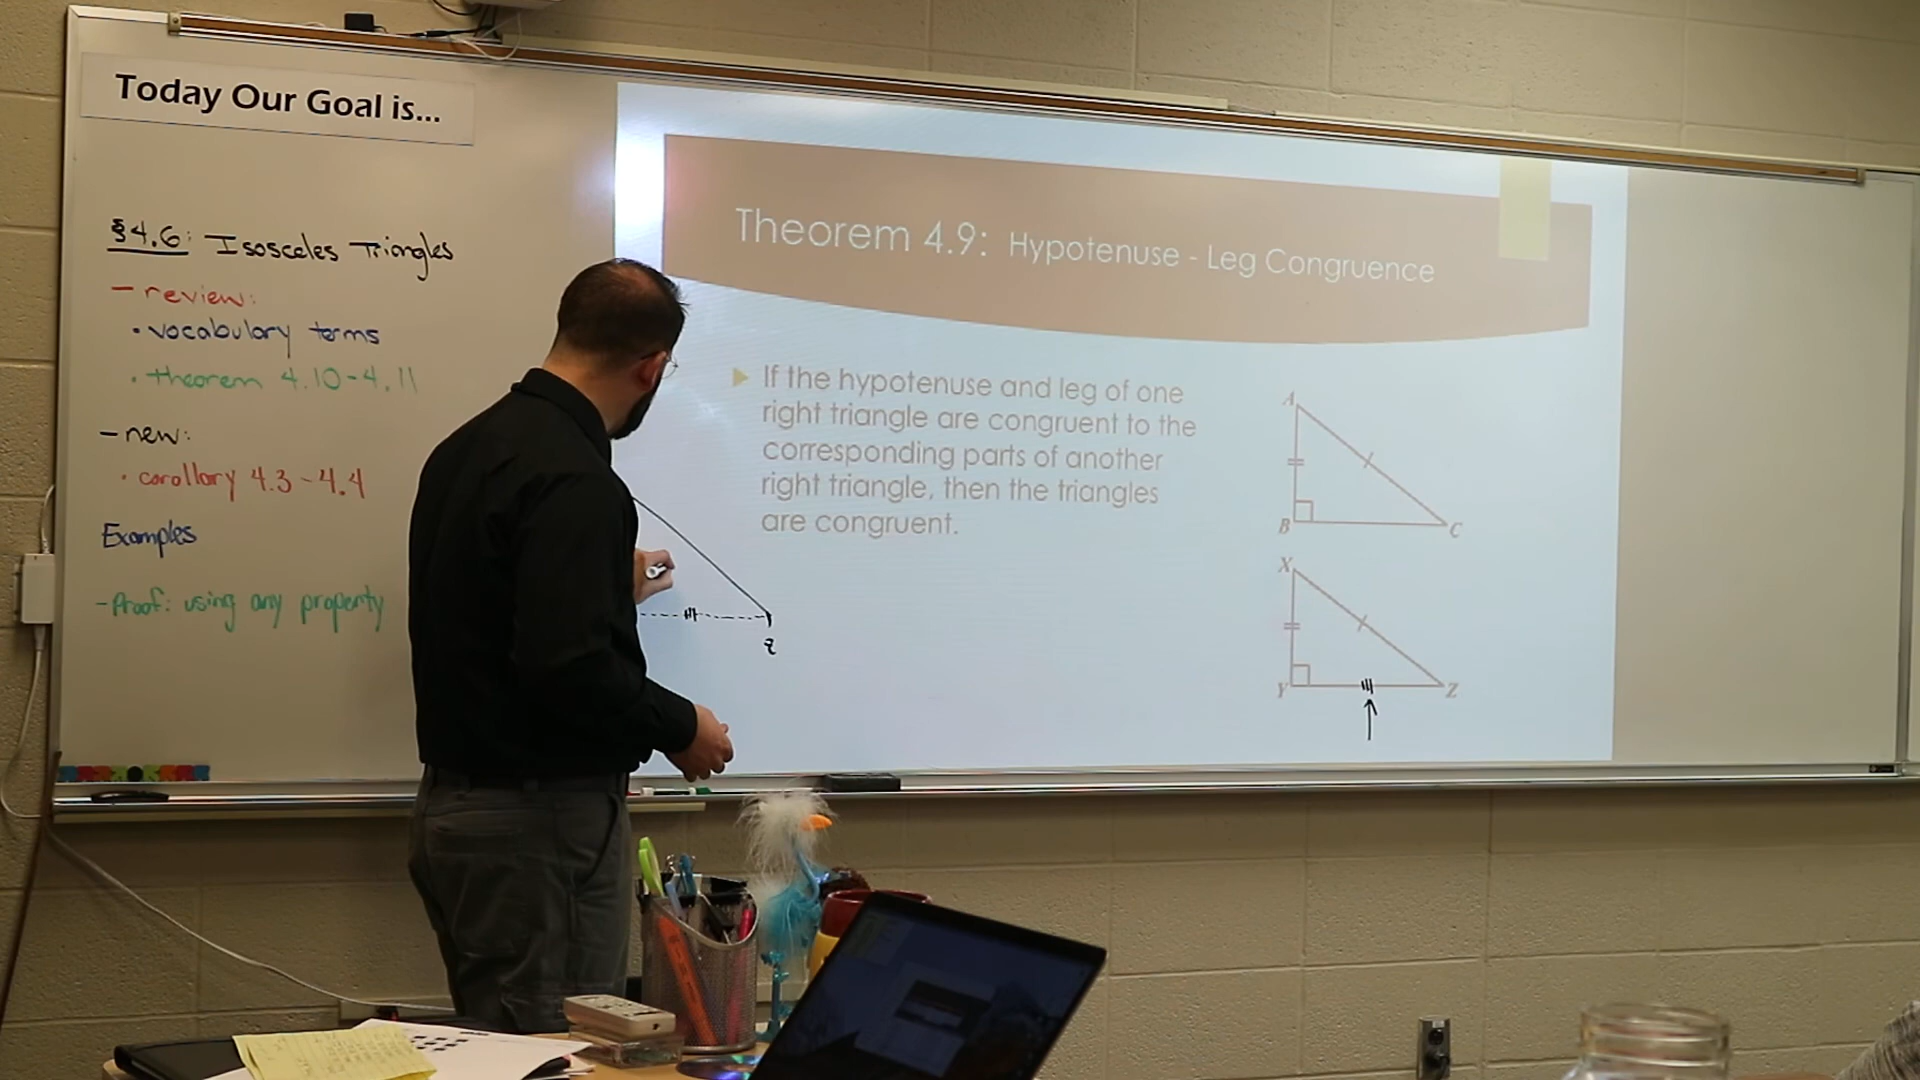 Today Our Goal is...
§4.6: Isosceles Triangles
- review:
• vocabulary terms
• theorem 4.10-4.11
- new:
• corollary 4.3-4.4
Examples
- Proof: using any property
Theorem 4.9: Hypotenuse - Leg Congruence
If the hypotenuse and leg of one
right triangle are congruent to the
corresponding parts of another
right triangle, then the triangles
are congruent.
A
B
C
X
Y
Z
z